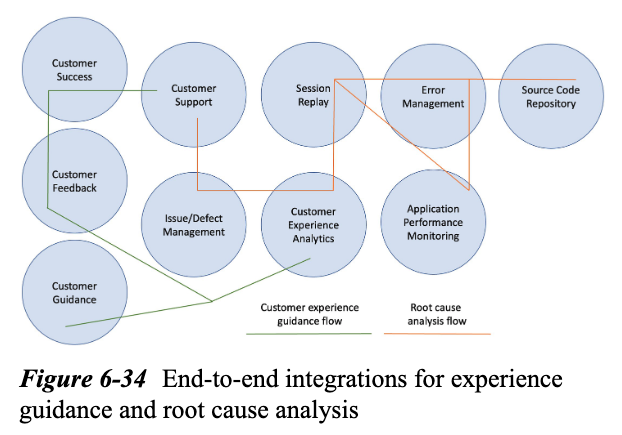 Customer
Success
Customer
Support
Session
Replay
Error
Management
Source Code
Repository
Customer
Feedback
Issue/Defect
Management
Customer
Experience
Analytics
Application
Performance
Monitoring
Customer
Guidance
Customer experience
guidance flow
Root cause
analysis flow
Figure 6-34 End-to-end integrations for experience
guidance and root cause analysis